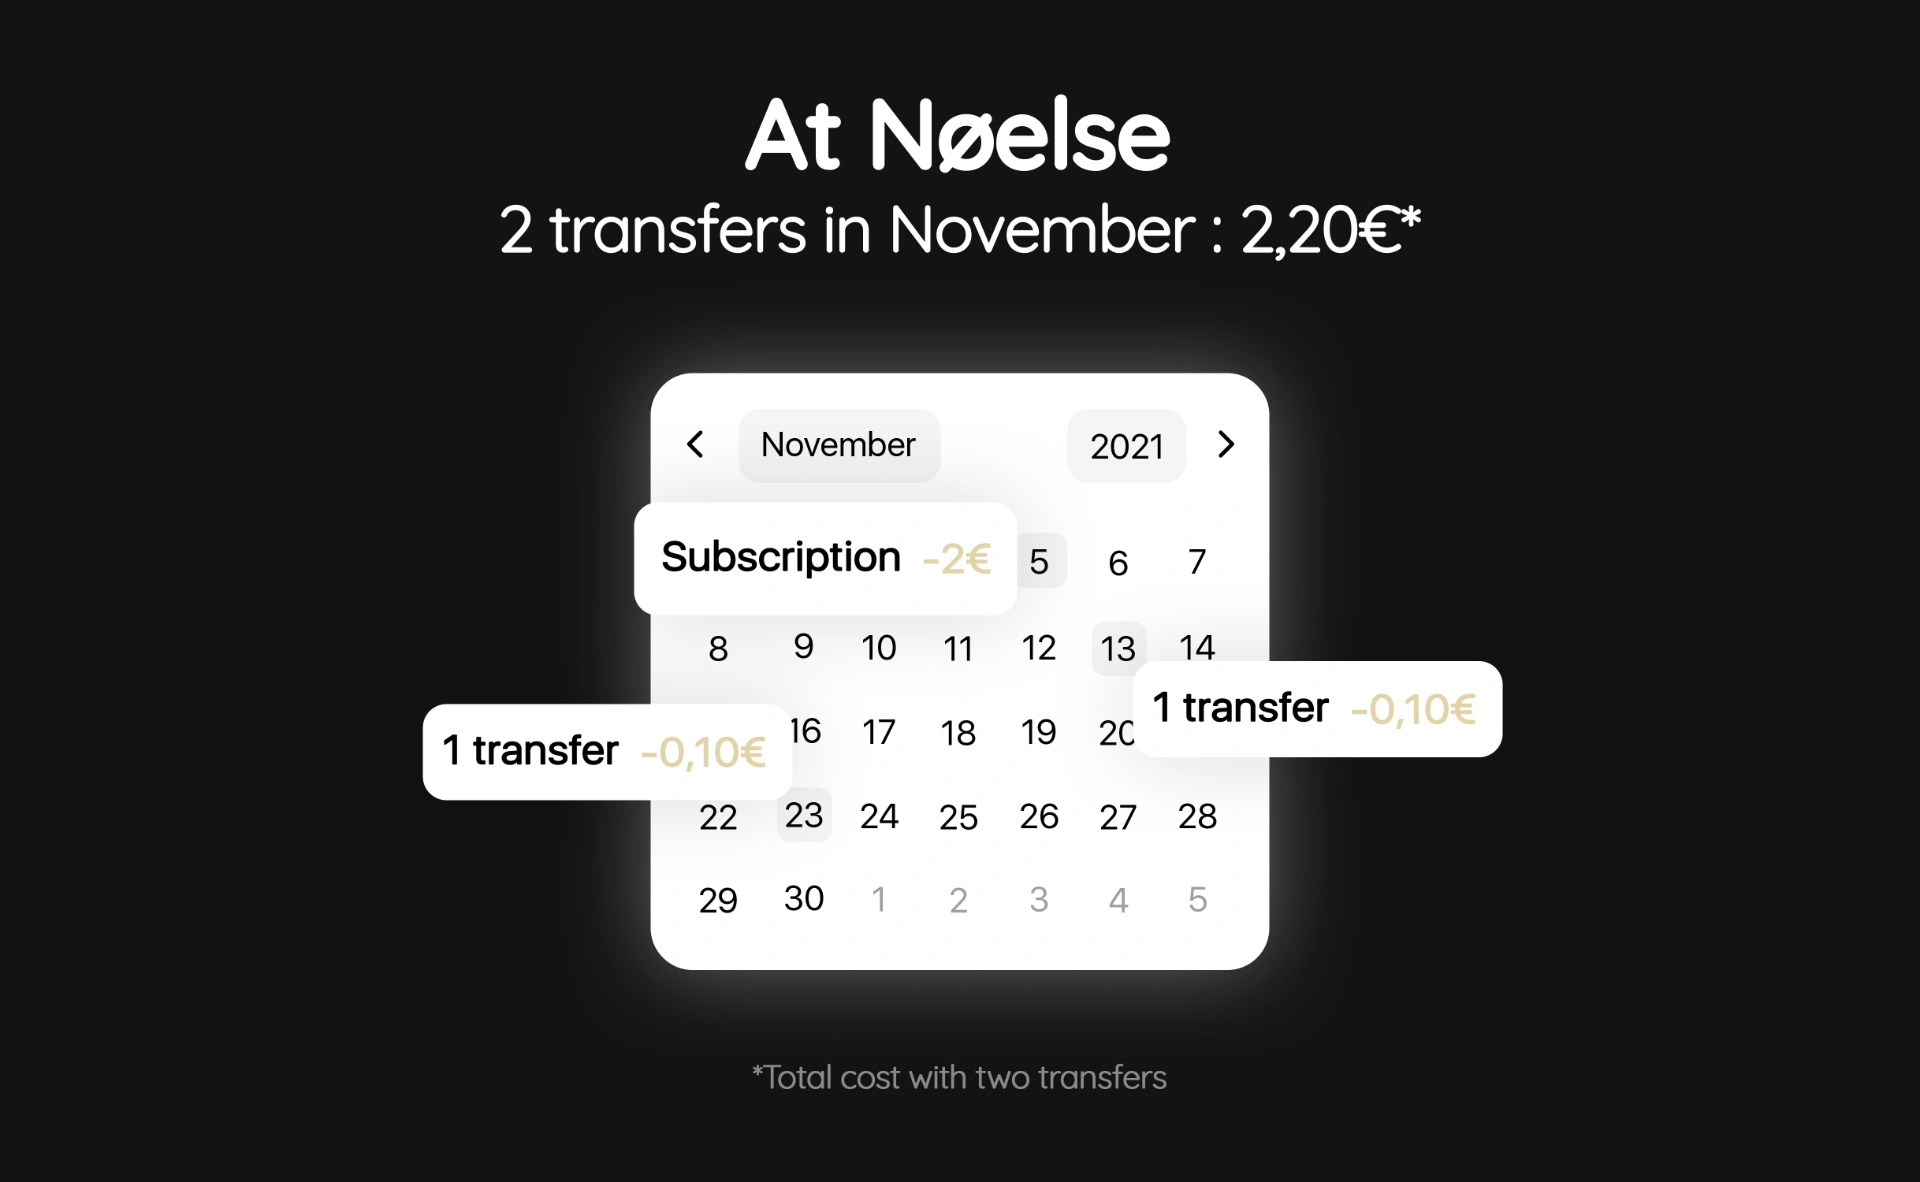 At Nøelse
2 transfers in November : 2,20€*
November 2021
Subscription -2€ 5 6 7
8 9 10 11 12 13 14
1 transfer -0,10€
1 transfer -0,10€
16 17 18 19 20
22 23 24 25 26 27 28
29 30 1 2 3 4 5
*Total cost with two transfers